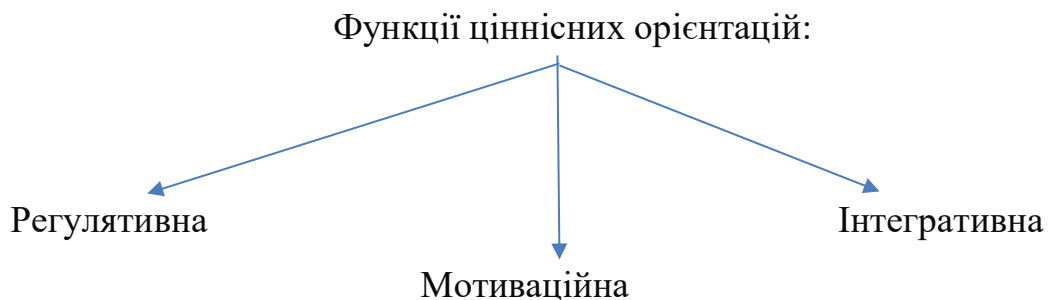 Функції ціннісних орієнтацій:
Регулятивна
Інтегративна
Мотиваційна